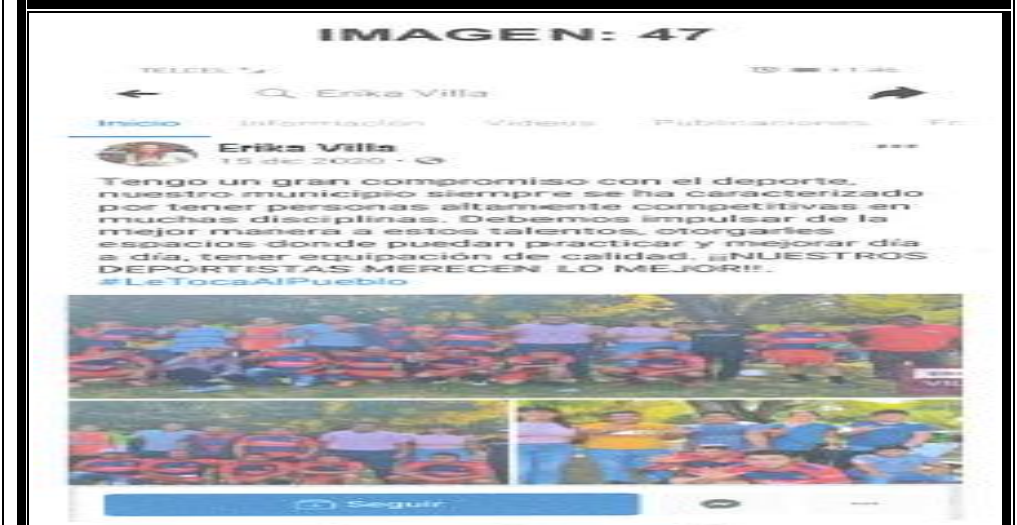 IMAGEN: 47
TELCEL
Erika Villa
Inicio Información Videos Publicaciones
Erika Villa
15 dic 2020
Tengo un gran compromiso con el deporte,
nuestro municipio siempre se ha caracterizado
por tener personas altamente competitivas en
muchas disciplinas. Debemos impulsar de la
mejor manera a estos talentos, otorgarles
espacios donde puedan practicar y mejorar día
a día, tener equipación de calidad. ¡¡NUESTROS
DEPORTISTAS MERECEN LO MEJOR!!.
#LeTocaAlPueblo
Seguir